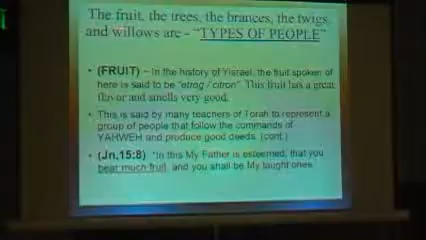 The fruit, the trees, the brances, the twigs,
and willows are - "TYPES OF PEOPLE"
• (FRUIT) – In the history of Yisrael, the fruit spoken of
here is said to be "etrog / citron". This fruit has a great
flavor and smells very good.
• This is said by many teachers of Torah to represent a
group of people that follow the commands of
YAHWEH and produce good deeds. (cont.)
• (Jn,15:8) "In this My Father is esteemed, that you
bear much fruit, and you shall be My taught ones."